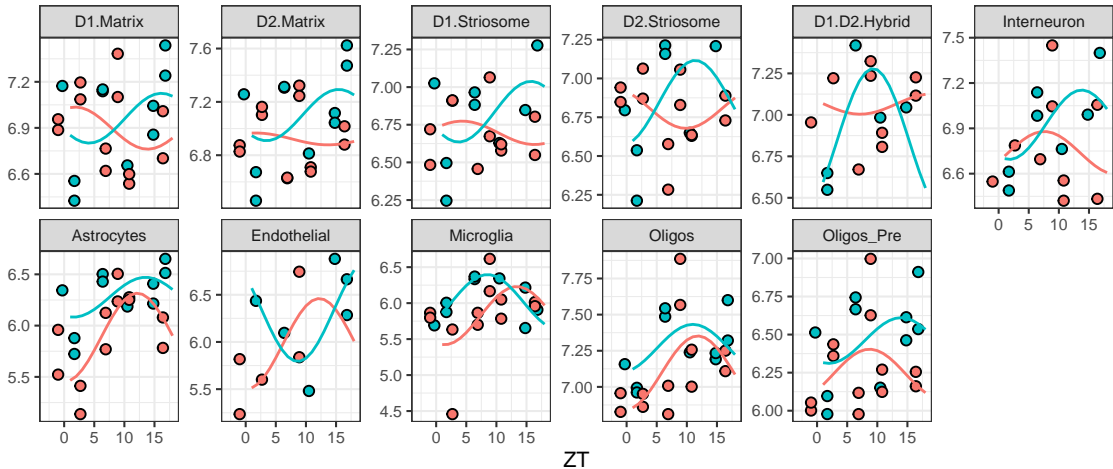 D1.Matrix D2.Matrix D1.Striosome D2.Striosome D1.D2.Hybrid Interneuron
7.2 6.9 6.6
7.6 7.2 6.8
7.25 7.00 6.75 6.50 6.25
7.25 7.00 6.75 6.50 6.25
7.25 7.00 6.75 6.50
7.5 7.2 6.9 6.6
0 5 10 15
Astrocytes Endothelial Microglia Oligos Oligos_Pre
6.5 6.0 5.5
6.5 6.0 5.5
6.5 6.0 5.5 5.0 4.5
7.75 7.50 7.25 7.00
7.00 6.75 6.50 6.25 6.00
0 5 10 15 0 5 10 15 0 5 10 15 0 5 10 15 0 5 10 15
ZT